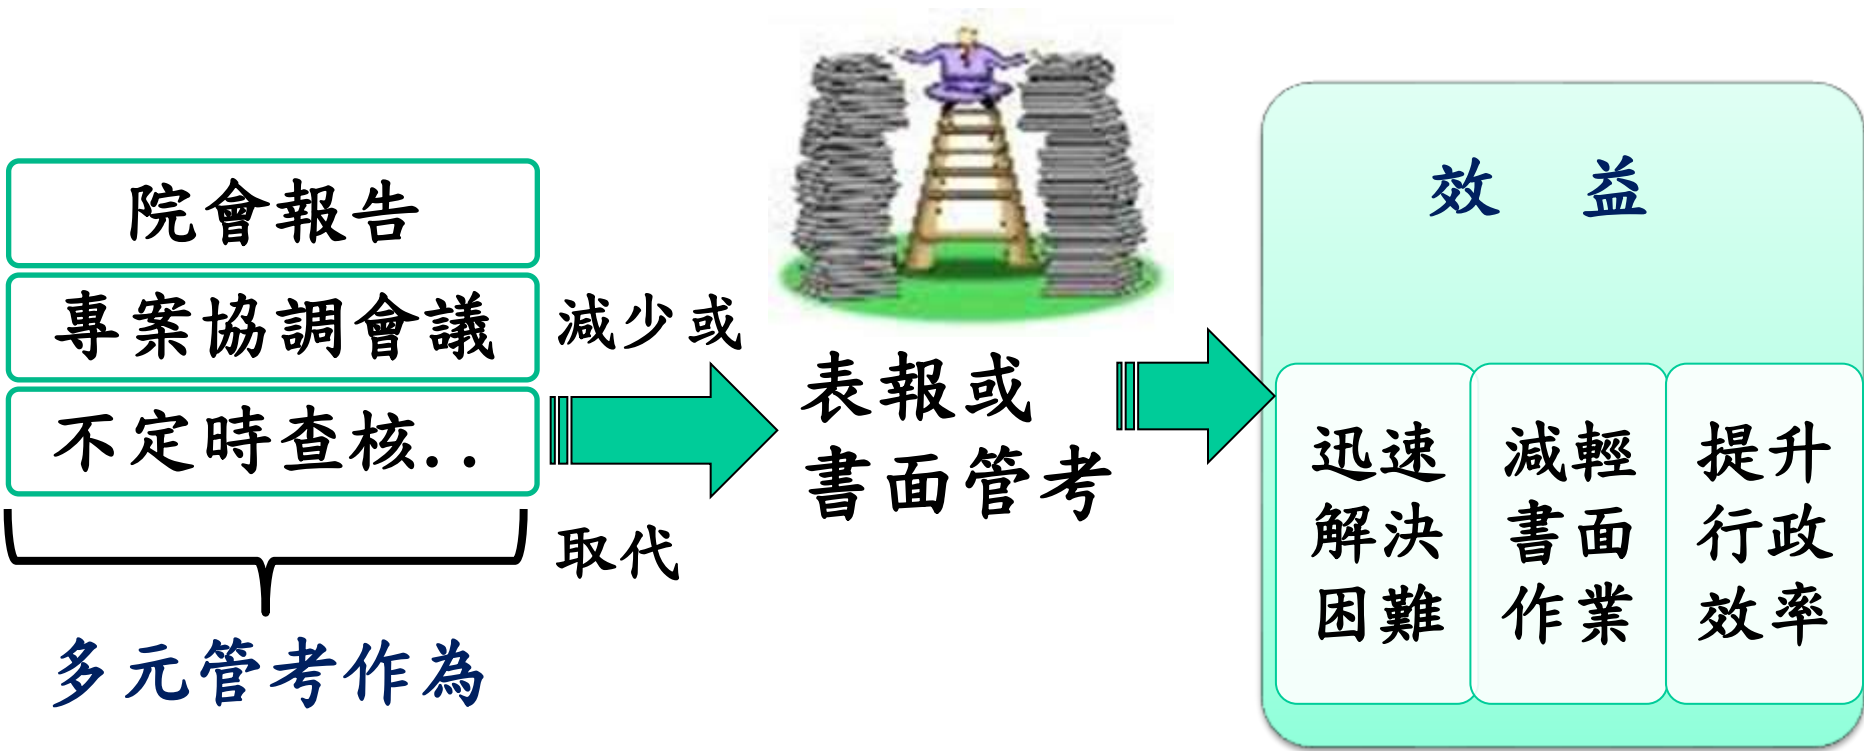 院會報告
專案協調會議
不定時查核..
多元管考作為
減少或
取代
表報或
書面管考
效 益
迅速
解決
困難
減輕
書面
作業
提升
行政
效率